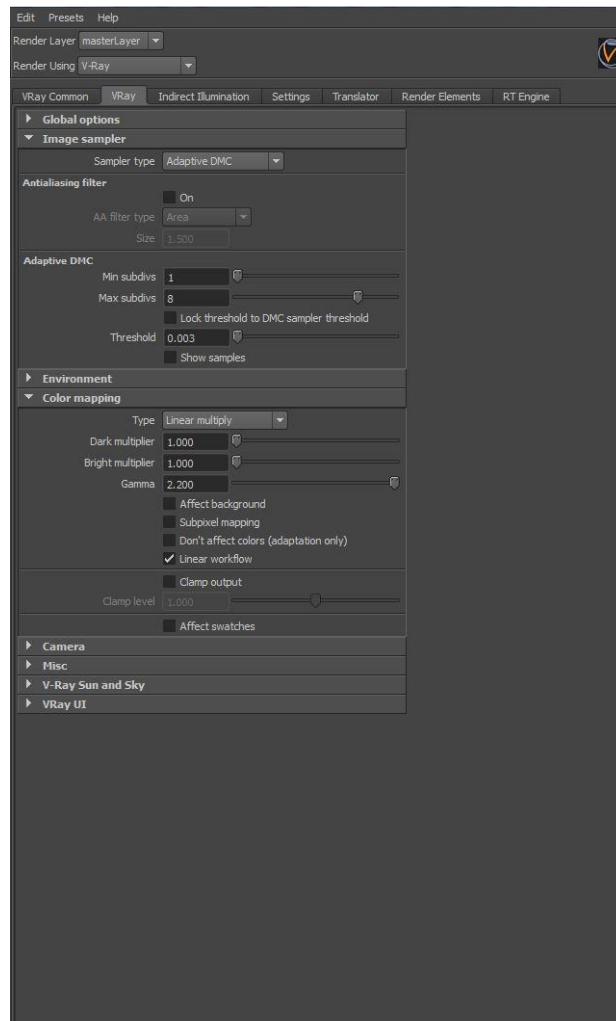 Edit Presets Help
Render Layer masterLayer
Render Using V-Ray
VRay Common VRay Indirect Illumination Settings Translator Render Elements RT Engine
Global options
Image sampler
Sampler type Adaptive DMC
Antialiasing filter
On
AA filter type Area
Size 1.500
Adaptive DMC
Min subdivs 1
Max subdivs 8
Lock threshold to DMC sampler threshold
Threshold 0.003
Show samples
Environment
Color mapping
Type Linear multiply
Dark multiplier 1.000
Bright multiplier 1.000
Gamma 2.200
Affect background
Subpixel mapping
Don't affect colors (adaptation only)
Linear workflow
Clamp output
Clamp level 1.000
Affect swatches
Camera
Misc
V-Ray Sun and Sky
VRay UI